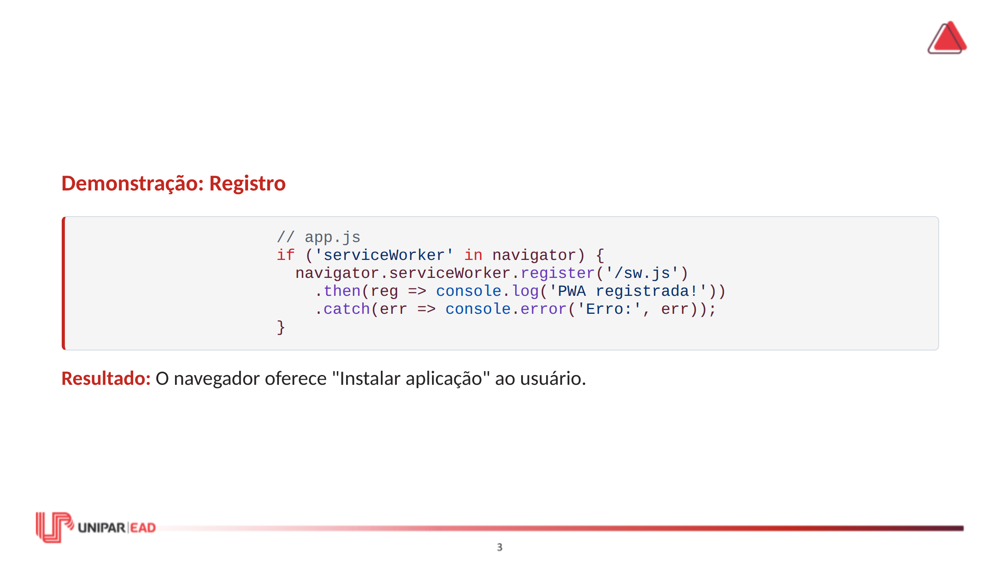 Demonstração: Registro
// app.js
if ('serviceWorker' in navigator) {
  navigator.serviceWorker.register('/sw.js')
    .then(reg => console.log('PWA registrada!'))
    .catch(err => console.error('Erro:', err));
}
Resultado: O navegador oferece "Instalar aplicação" ao usuário.
UNIPAR|EAD
3